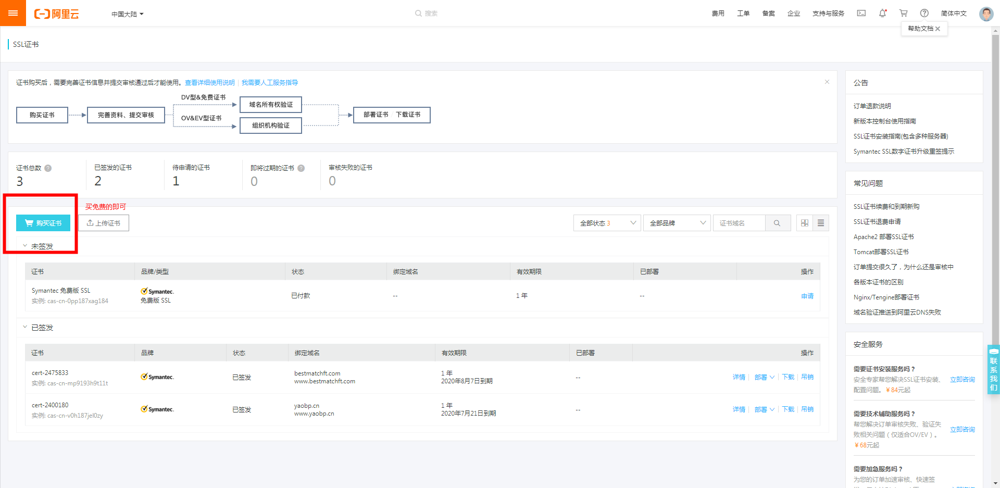 阿里云
中国大陆
搜索
费用
工单
备案
企业
支持与服务
简体中文
帮助文档
SSL证书
证书购买后，需要完善证书信息并提交审核通过后才能使用。查看详细使用说明 | 我需要人工服务指导
DV型&免费证书
OV&EV型证书
购买证书
完善资料、提交审核
域名所有权验证
组织机构验证
部署证书 / 下载证书
证书总数
3
已签发的证书
2
待申请的证书
1
即将过期的证书
0
审核失败的证书
0
买免费的即可
购买证书
上传证书
全部状态 3
全部品牌
证书域名
未签发
证书 品牌/类型 状态 绑定域名 有效期限 已部署 操作
Symantec 免费版 SSL
实例: cas-cn-0pp187xag184
Symantec.
免费版 SSL
已付款
--
1 年
--
申请
已签发
证书 品牌 状态 绑定域名 有效期限 已部署 操作
cert-2475833
实例: cas-cn-mp9193h9t11t
Symantec.
已签发
bestmatchft.com
www.bestmatchft.com
1 年
2020年8月7日到期
--
详情 部署 下载 吊销
cert-2400180
实例: cas-cn-v0h187jel0zy
Symantec.
已签发
yaobp.cn
www.yaobp.cn
1 年
2020年7月21日到期
--
详情 部署 下载 吊销
公告
订单退款说明
新版本控制台使用指南
SSL证书安装指南(包含多种服务器)
Symantec SSL数字证书升级重签提示
常见问题
SSL证书续费和到期新购
SSL证书退费申请
Apache2 部署SSL证书
Tomcat部署SSL证书
订单提交很久了，为什么还是审核中
各版本证书的区别
Nginx/Tengine部署证书
域名验证推送到阿里云DNS失败
安全服务
需要证书安装服务吗？
安全专家帮您解决SSL证书安装、
配置问题。￥84元起
立即咨询
需要技术辅助服务吗？
帮您解决订单审核失败、验证失
败相关问题（仅适合OV/EV）。
￥68元起
立即咨询
需要加急服务吗？
为您的订单加速审核、快速签
联系我们